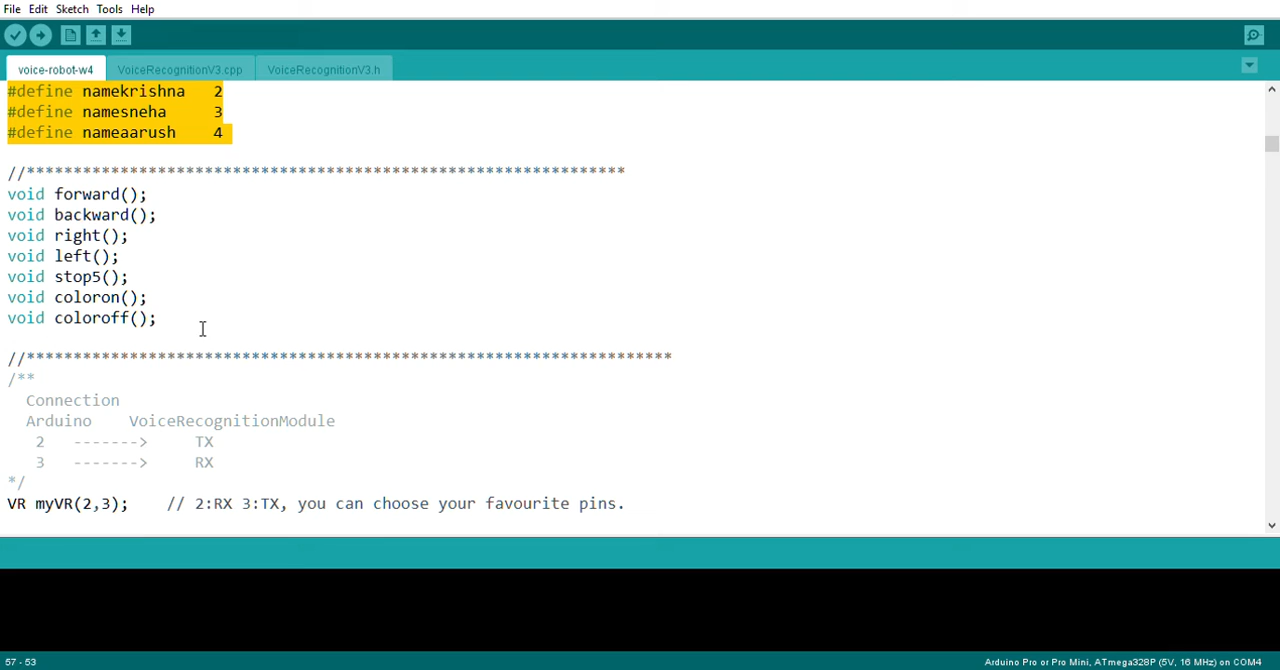 File Edit Sketch Tools Help
voice-robot-w4 VoiceRecognitionV3.cpp VoiceRecognitionV3.h
#define namekrishna 2
#define namesneha 3
#define nameaarush 4
//****************************************************************
void forward();
void backward();
void right();
void left();
void stop5();
void coloron();
void coloroff();
//*********************************************************************
/**
Connection
Arduino VoiceRecognitionModule
2 -------> TX
3 -------> RX
*/
VR myVR(2,3); // 2:RX 3:TX, you can choose your favourite pins.
57 - 53 Arduino Pro or Pro Mini, ATmega328P (5V, 16 MHz) on COM4